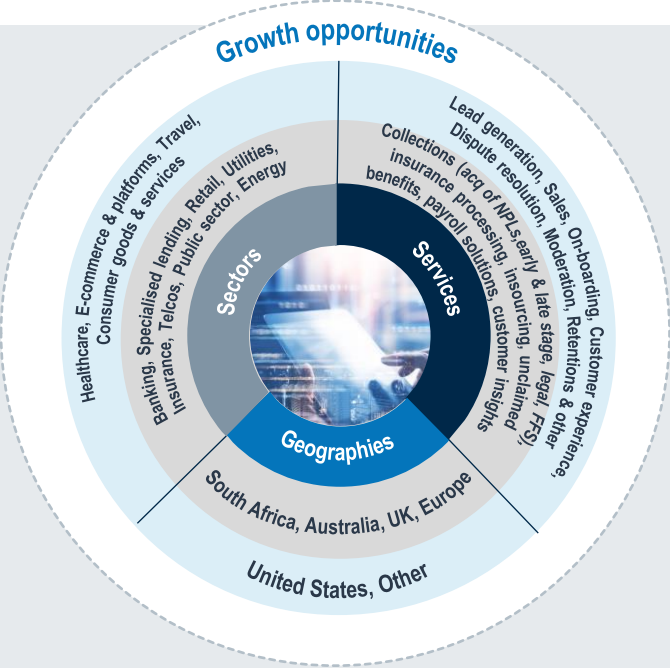 Growth opportunities
Healthcare, E-commerce & platforms, Travel,
Consumer goods & services
Banking, Specialised lending, Retail, Utilities,
Insurance, Telcos, Public sector, Energy
Sectors
Lead generation, Sales, On-boarding, Customer experience,
Dispute resolution, Moderation, Retentions & other
Collections (acq of NPLs,early & late stage, legal, FFS),
insurance processing, insourcing, unclaimed
benefits, payroll solutions, customer insights
Services
Geographies
South Africa, Australia, UK, Europe
United States, Other